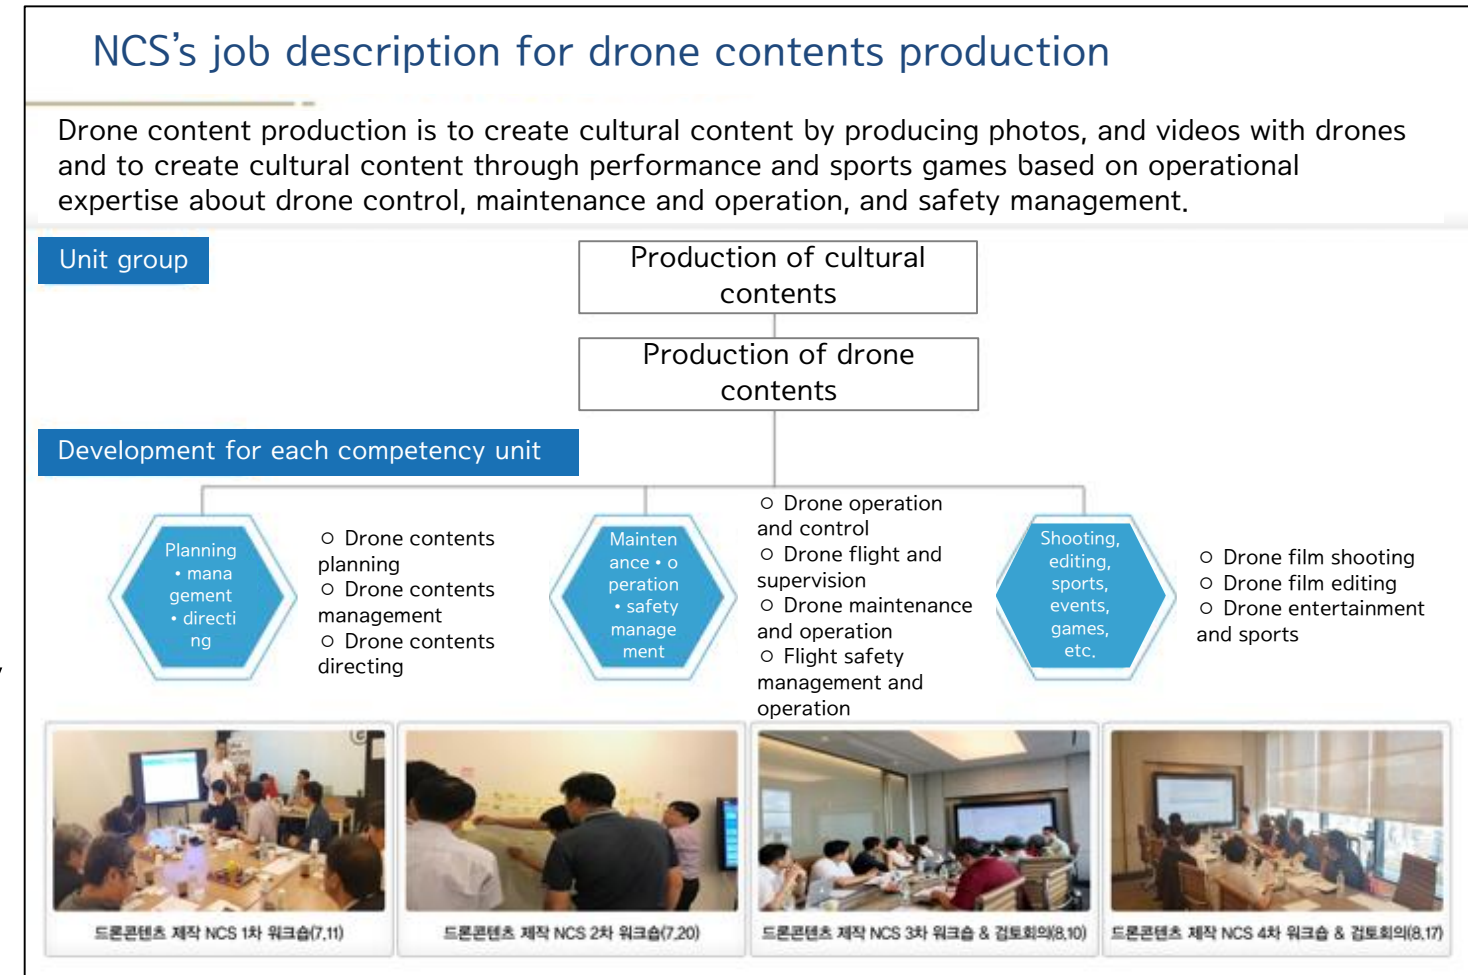 NCS’s job description for drone contents production
Drone content production is to create cultural content by producing photos, and videos with drones
and to create cultural content through performance and sports games based on operational
expertise about drone control, maintenance and operation, and safety management.
Unit group
Production of cultural
contents
Production of drone
contents
Development for each competency unit
Planning
• mana
gement
• directi
ng
○ Drone contents
planning
○ Drone contents
management
○ Drone contents
directing
Mainten
ance • o
peration
• safety
manage
ment
○ Drone operation
and control
○ Drone flight and
supervision
○ Drone maintenance
and operation
○ Flight safety
management and
operation
Shooting,
editing,
sports,
events,
games,
etc.
○ Drone film shooting
○ Drone film editing
○ Drone entertainment
and sports
드론콘텐츠 제작 NCS 1차 워크숍(7,11)
드론콘텐츠 제작 NCS 2차 워크숍(7,20)
드론콘텐츠 제작 NCS 3차 워크숍 & 검토회의(8,10)
드론콘텐츠 제작 NCS 4차 워크숍 & 검토회의(8,17)